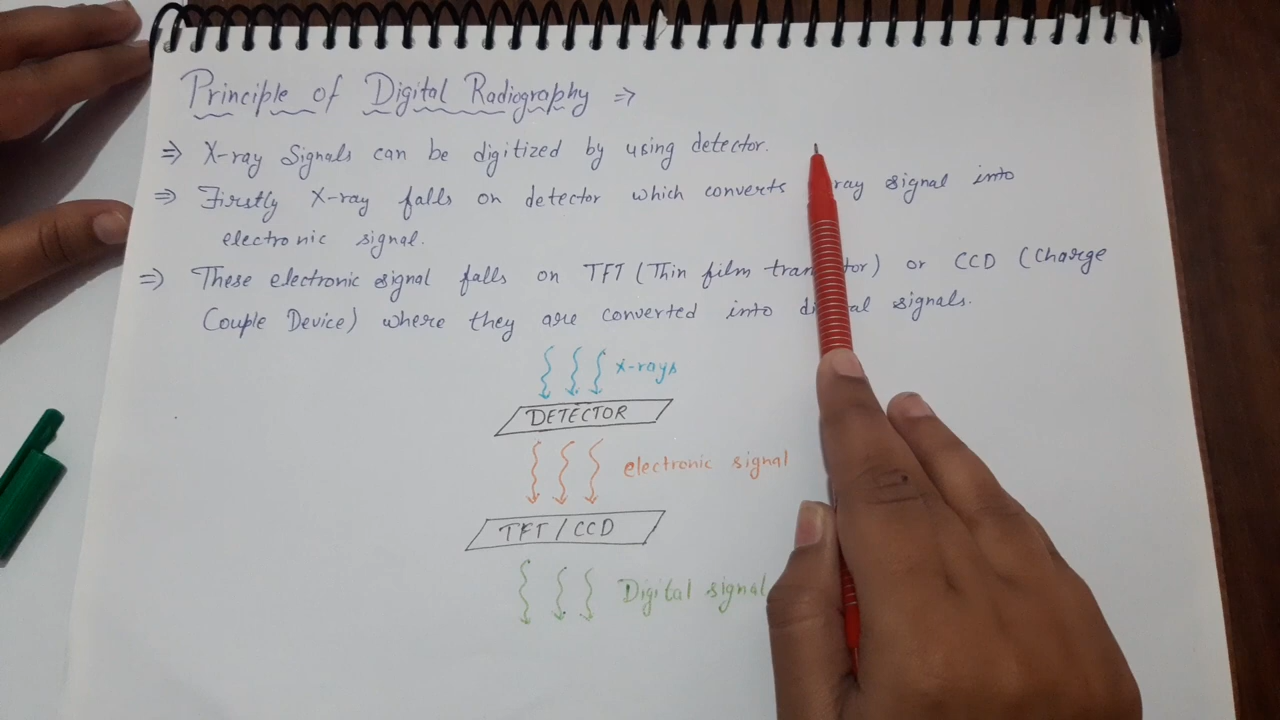 Principle of Digital Radiography ⇒
⇒ X-ray Signals can be digitized by using detector.
⇒ Firstly X-ray falls on detector which converts ray signal into
electronic signal.
⇒ These electronic signal falls on TFT (Thin film or CCD (Charge
Couple Device) where they are converted into signals.
x-rays
DETECTOR
electronic signal
TFT / CCD
Digital signal